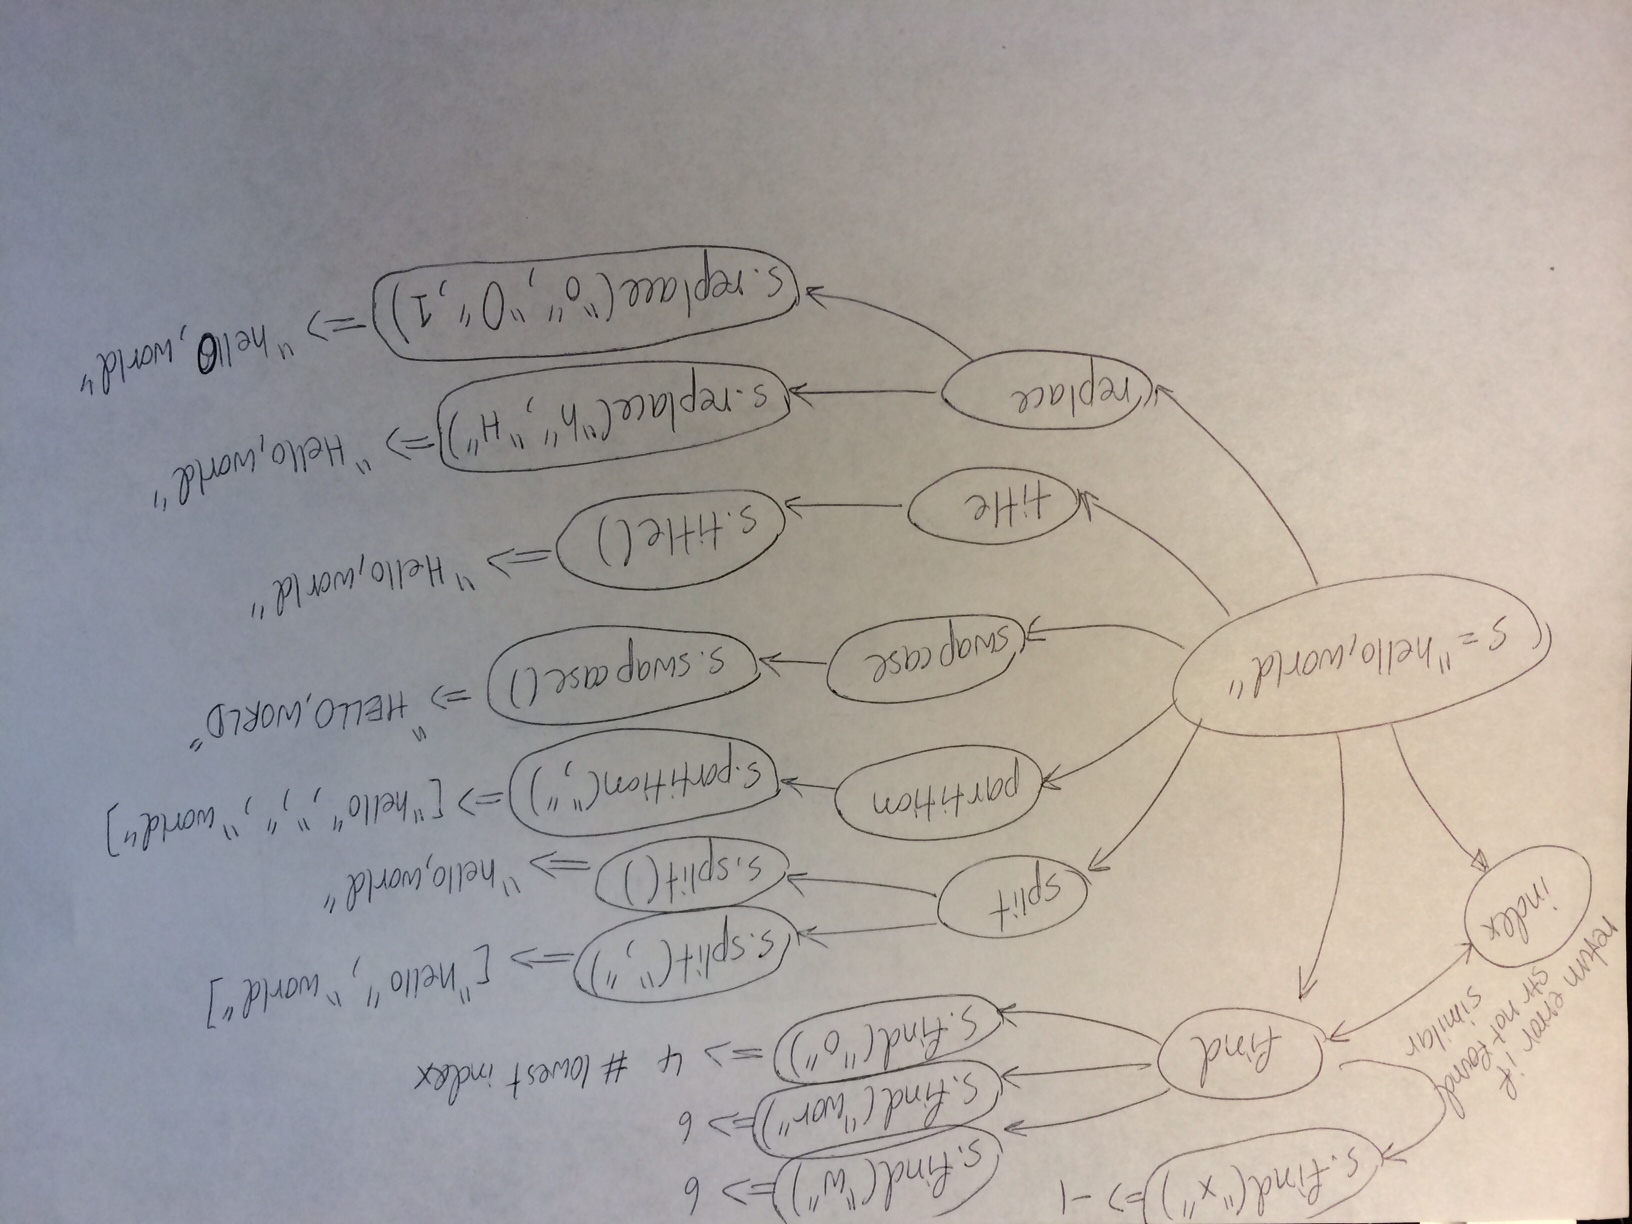 s.find("x") => -1
s.find("w") => 6
s.find("wor") => 6
s.find("o") => 4 # lowest index
find
return error if
str not found
similar
index
split
s.split(",") => ["hello", "world"]
s.split() => "hello,world"
partition
s.partition(",") => ["hello", ",", "world"]
s="hello,world"
swapcase
s.swapcase() => "HELLO,WORLD"
title
s.title() => "Hello,world"
replace
s.replace("h","H") => "Hello,world"
s.replace("o","O",1) => "hellO,world"